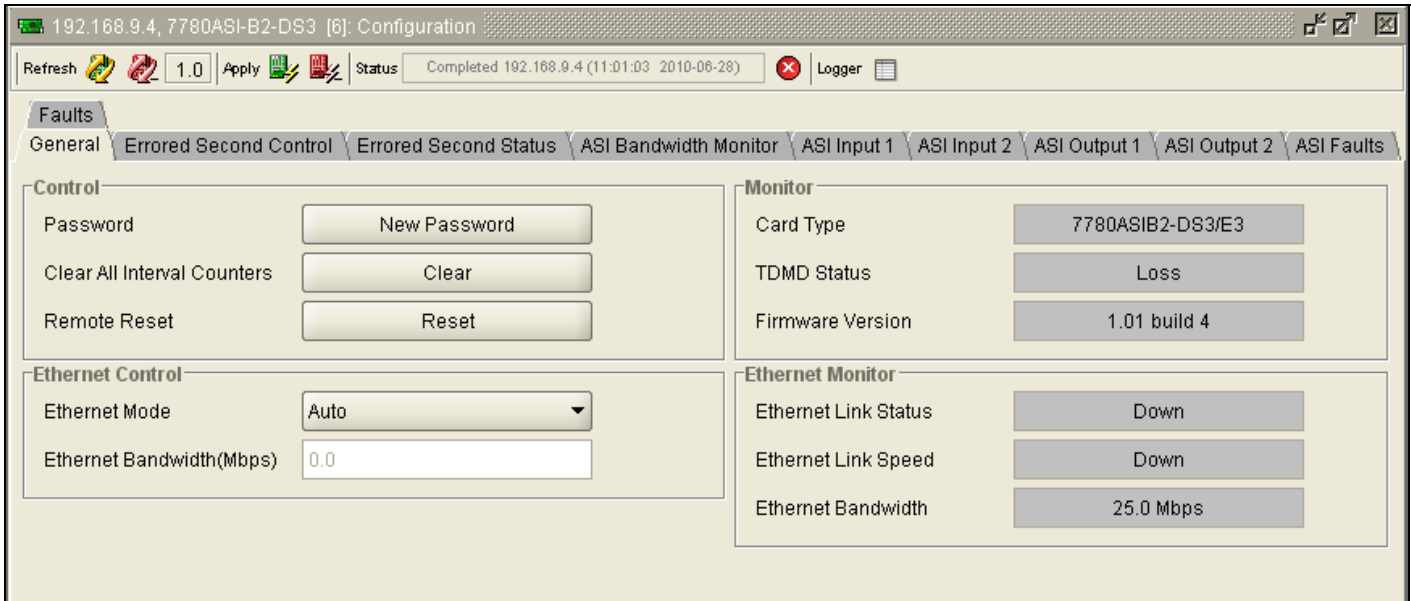 192.168.9.4, 7780ASI-B2-DS3 [6]: Configuration
Refresh 1.0 Apply Status Completed 192.168.9.4 (11:01:03 2010-06-28) Logger
Faults
General Errored Second Control Errored Second Status ASI Bandwidth Monitor ASI Input 1 ASI Input 2 ASI Output 1 ASI Output 2 ASI Faults
Control
Password New Password
Clear All Interval Counters Clear
Remote Reset Reset
Ethernet Control
Ethernet Mode Auto
Ethernet Bandwidth(Mbps) 0.0
Monitor
Card Type 7780ASIB2-DS3/E3
TDMD Status Loss
Firmware Version 1.01 build 4
Ethernet Monitor
Ethernet Link Status Down
Ethernet Link Speed Down
Ethernet Bandwidth 25.0 Mbps